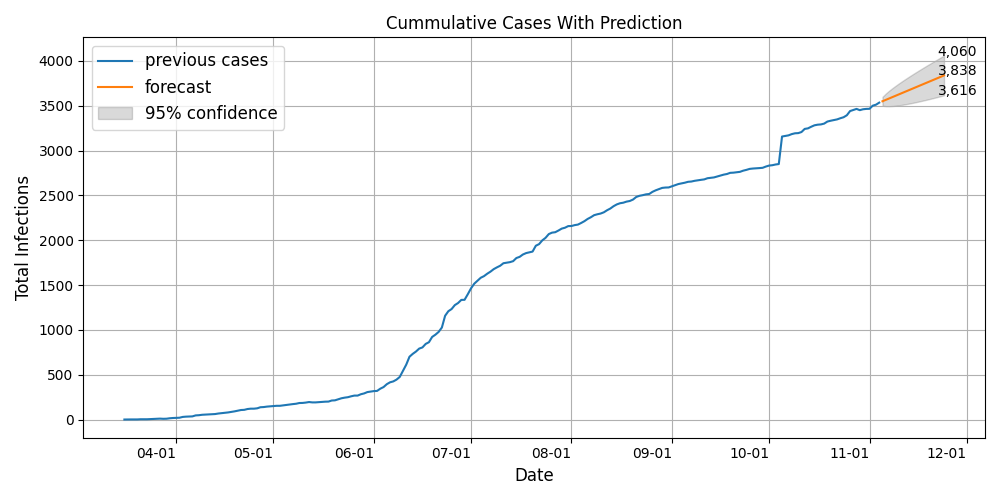 Cummulative Cases With Prediction
previous cases
forecast
95% confidence
4,060
3,838
3,616
Total Infections
4000
3500
3000
2500
2000
1500
1000
500
0
04-01 05-01 06-01 07-01 08-01 09-01 10-01 11-01 12-01
Date